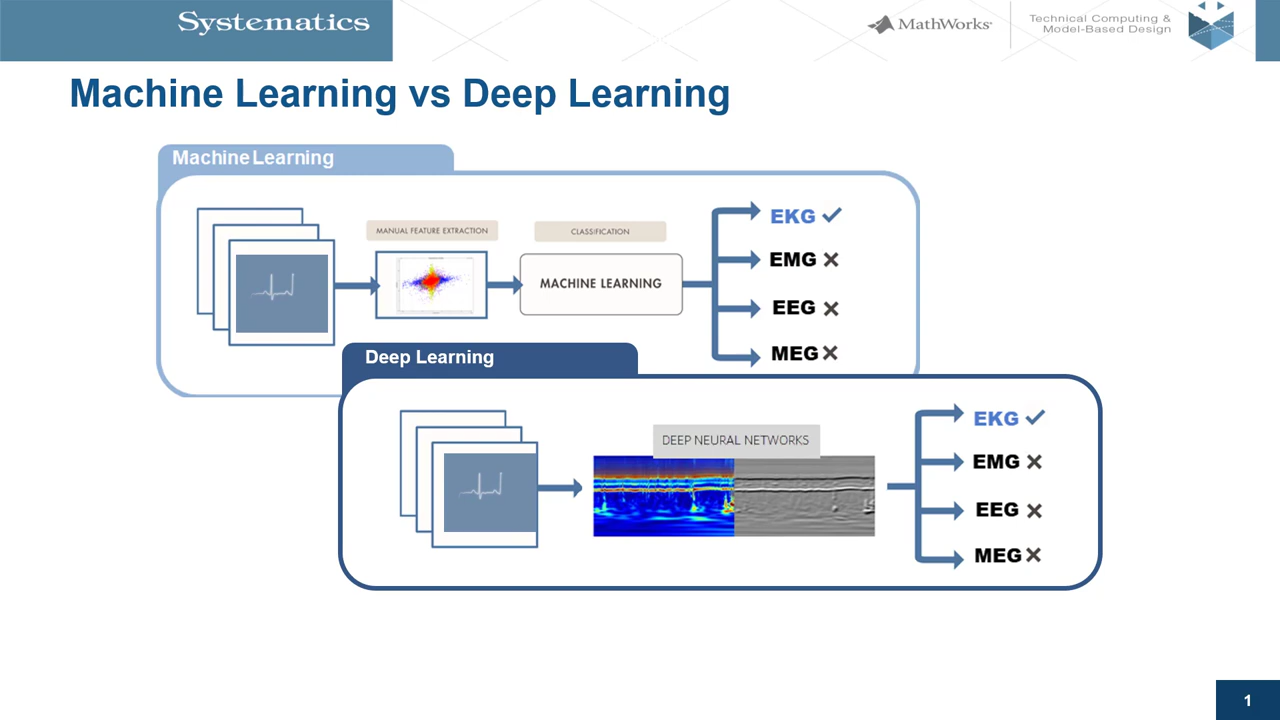 Systematics
MathWorks
Technical Computing &
Model-Based Design
Machine Learning vs Deep Learning
Machine Learning
MANUAL FEATURE EXTRACTION
CLASSIFICATION
MACHINE LEARNING
EKG
EMG
EEG
MEG
Deep Learning
DEEP NEURAL NETWORKS
EKG
EMG
EEG
MEG
1